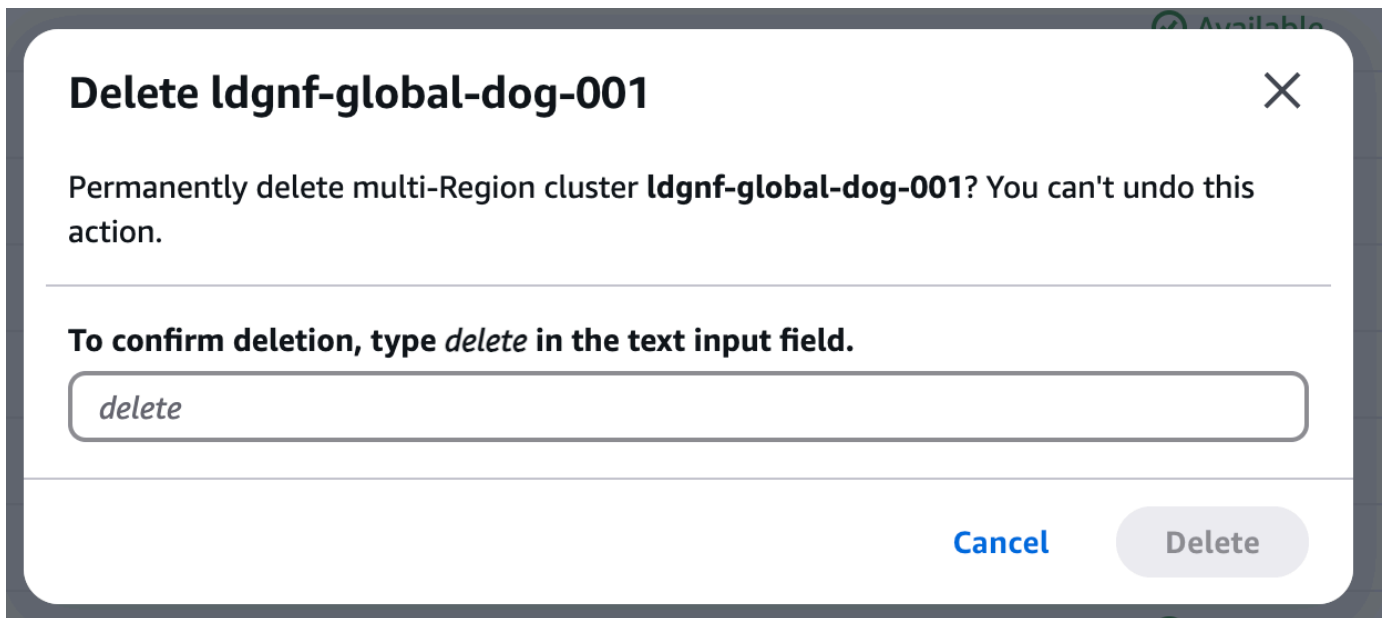 Available
Delete ldgnf-global-dog-001
Permanently delete multi-Region cluster ldgnf-global-dog-001? You can't undo this
action.
To confirm deletion, type delete in the text input field.
delete
Cancel Delete